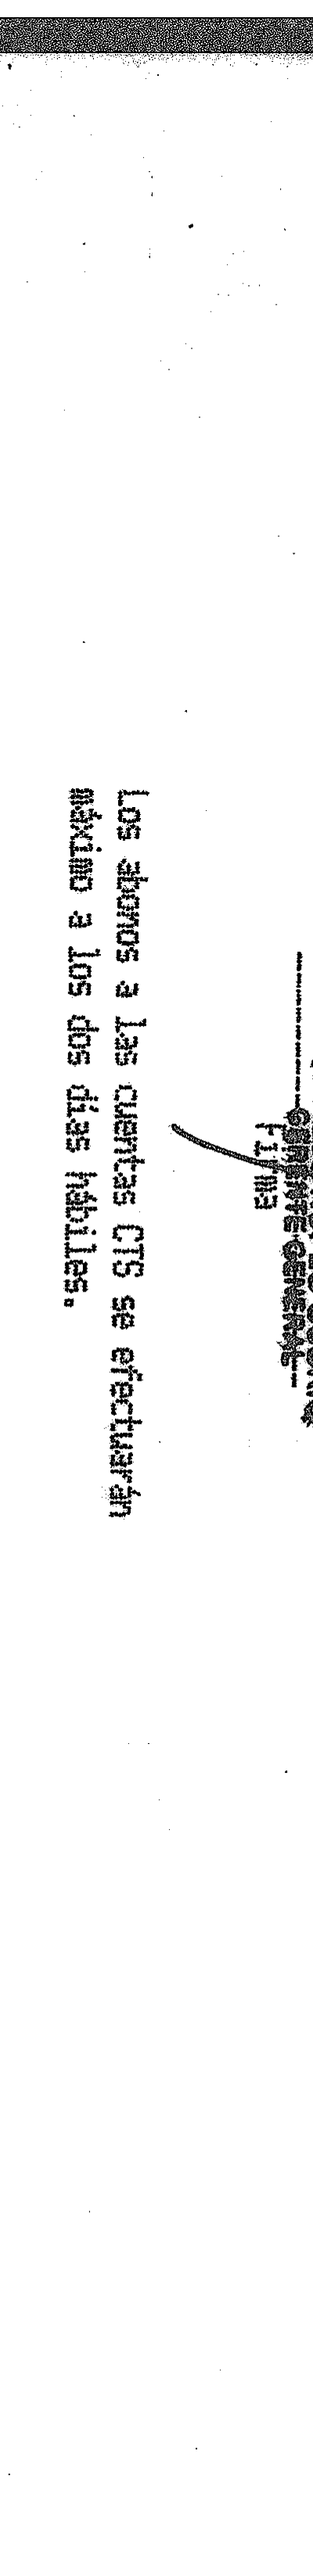 GERENTE GENERAL
Firma
Los abonos a las cuentas CTS se efectuarán
máximo a los dos días hábiles.